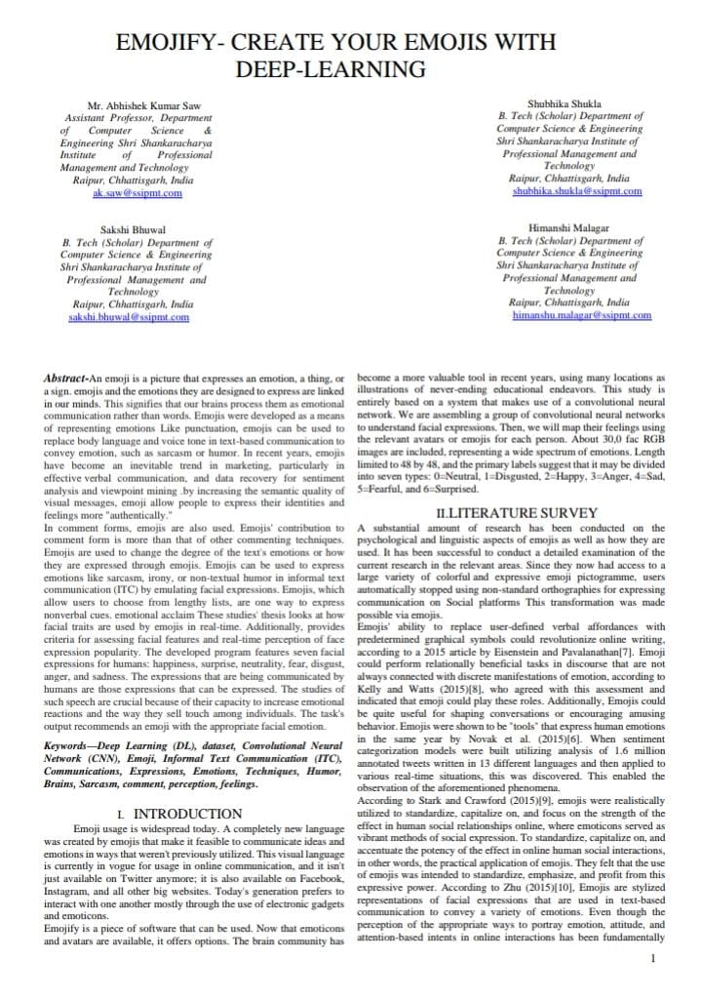 EMOJIFY- CREATE YOUR EMOJIS WITH
DEEP-LEARNING
Mr. Abhishek Kumar Saw
Assistant Professor, Department
of Computer Science &
Engineering Shri Shankaracharya
Institute of Professional
Management and Technology
Raipur, Chhattisgarh, India
ak.saw@ssipmt.com
Shubhika Shukla
B. Tech (Scholar) Department of
Computer Science & Engineering
Shri Shankaracharya Institute of
Professional Management and
Technology
Raipur, Chhattisgarh, India
shubhika.shukla@ssipmt.com
Sakshi Bhuwal
B. Tech (Scholar) Department of
Computer Science & Engineering
Shri Shankaracharya Institute of
Professional Management and
Technology
Raipur, Chhattisgarh, India
sakshi.bhuwal@ssipmt.com
Himanshi Malagar
B. Tech (Scholar) Department of
Computer Science & Engineering
Shri Shankaracharya Institute of
Professional Management and
Technology
Raipur, Chhattisgarh, India
himanshu.malagar@ssipmt.com
Abstract-An emoji is a picture that expresses an emotion, a thing, or
a sign. emojis and the emotions they are designed to express are linked
in our minds. This signifies that our brains process them as emotional
communication rather than words. Emojis were developed as a means
of representing emotions Like punctuation, emojis can be used to
replace body language and voice tone in text-based communication to
convey emotion, such as sarcasm or humor. In recent years, emojis
have become an inevitable trend in marketing, particularly in
effective verbal communication, and data recovery for sentiment
analysis and viewpoint mining .by increasing the semantic quality of
visual messages, emoji allow people to express their identities and
feelings more "authentically."
In comment forms, emojis are also used. Emojis' contribution to
comment form is more than that of other commenting techniques.
Emojis are used to change the degree of the text's emotions or how
they are expressed through emojis. Emojis can be used to express
emotions like sarcasm, irony, or non-textual humor in informal text
communication (ITC) by emulating facial expressions. Emojis, which
allow users to choose from lengthy lists, are one way to express
nonverbal cues. emotional acclaim These studies' thesis looks at how
facial traits are used by emojis in real-time. Additionally, provides
criteria for assessing facial features and real-time perception of face
expression popularity. The developed program features seven facial
expressions for humans: happiness, surprise, neutrality, fear, disgust,
anger, and sadness. The expressions that are being communicated by
humans are those expressions that can be expressed. The studies of
such speech are crucial because of their capacity to increase emotional
reactions and the way they sell touch among individuals. The task's
output recommends an emoji with the appropriate facial emotion.
Keywords—Deep Learning (DL), dataset, Convolutional Neural
Network (CNN), Emoji, Informal Text Communication (ITC),
Communications, Expressions, Emotions, Techniques, Humor,
Brains, Sarcasm, comment, perception, feelings.
I. INTRODUCTION
Emoji usage is widespread today. A completely new language
was created by emojis that make it feasible to communicate ideas and
emotions in ways that weren't previously utilized. This visual language
is currently in vogue for usage in online communication, and it isn't
just available on Twitter anymore; it is also available on Facebook,
Instagram, and all other big websites. Today's generation prefers to
interact with one another mostly through the use of electronic gadgets
and emoticons.
Emojify is a piece of software that can be used. Now that emoticons
and avatars are available, it offers options. The brain community has
become a more valuable tool in recent years, using many locations as
illustrations of never-ending educational endeavors. This study is
entirely based on a system that makes use of a convolutional neural
network. We are assembling a group of convolutional neural networks
to understand facial expressions. Then, we will map their feelings using
the relevant avatars or emojis for each person. About 30,0 fac RGB
images are included, representing a wide spectrum of emotions. Length
limited to 48 by 48, and the primary labels suggest that it may be divided
into seven types: 0=Neutral, 1=Disgusted, 2=Happy, 3=Anger, 4=Sad,
5=Fearful, and 6=Surprised.
II.LITERATURE SURVEY
A substantial amount of research has been conducted on the
psychological and linguistic aspects of emojis as well as how they are
used. It has been successful to conduct a detailed examination of the
current research in the relevant areas. Since they now had access to a
large variety of colorful and expressive emoji pictogramme, users
automatically stopped using non-standard orthographies for expressing
communication on Social platforms This transformation was made
possible via emojis.
Emojis' ability to replace user-defined verbal affordances with
predetermined graphical symbols could revolutionize online writing,
according to a 2015 article by Eisenstein and Pavalanathan[7]. Emoji
could perform relationally beneficial tasks in discourse that are not
always connected with discrete manifestations of emotion, according to
Kelly and Watts (2015)[8], who agreed with this assessment and
indicated that emoji could play these roles. Additionally, Emojis could
be quite useful for shaping conversations or encouraging amusing
behavior. Emojis were shown to be "tools" that express human emotions
in the same year by Novak et al. (2015)[6]. When sentiment
categorization models were built utilizing analysis of 1.6 million
annotated tweets written in 13 different languages and then applied to
various real-time situations, this was discovered. This enabled the
observation of the aforementioned phenomena.
According to Stark and Crawford (2015)[9], emojis were realistically
utilized to standardize, capitalize on, and focus on the strength of the
effect in human social relationships online, where emoticons served as
vibrant methods of social expression. To standardize, capitalize on, and
accentuate the potency of the effect in online human social interactions,
in other words, the practical application of emojis. They felt that the use
of emojis was intended to standardize, emphasize, and profit from this
expressive power. According to Zhu (2015)[10], Emojis are stylized
representations of facial expressions that are used in text-based
communication to convey a variety of emotions. Even though the
perception of the appropriate ways to portray emotion, attitude, and
attention-based intents in online interactions has been fundamentally
1